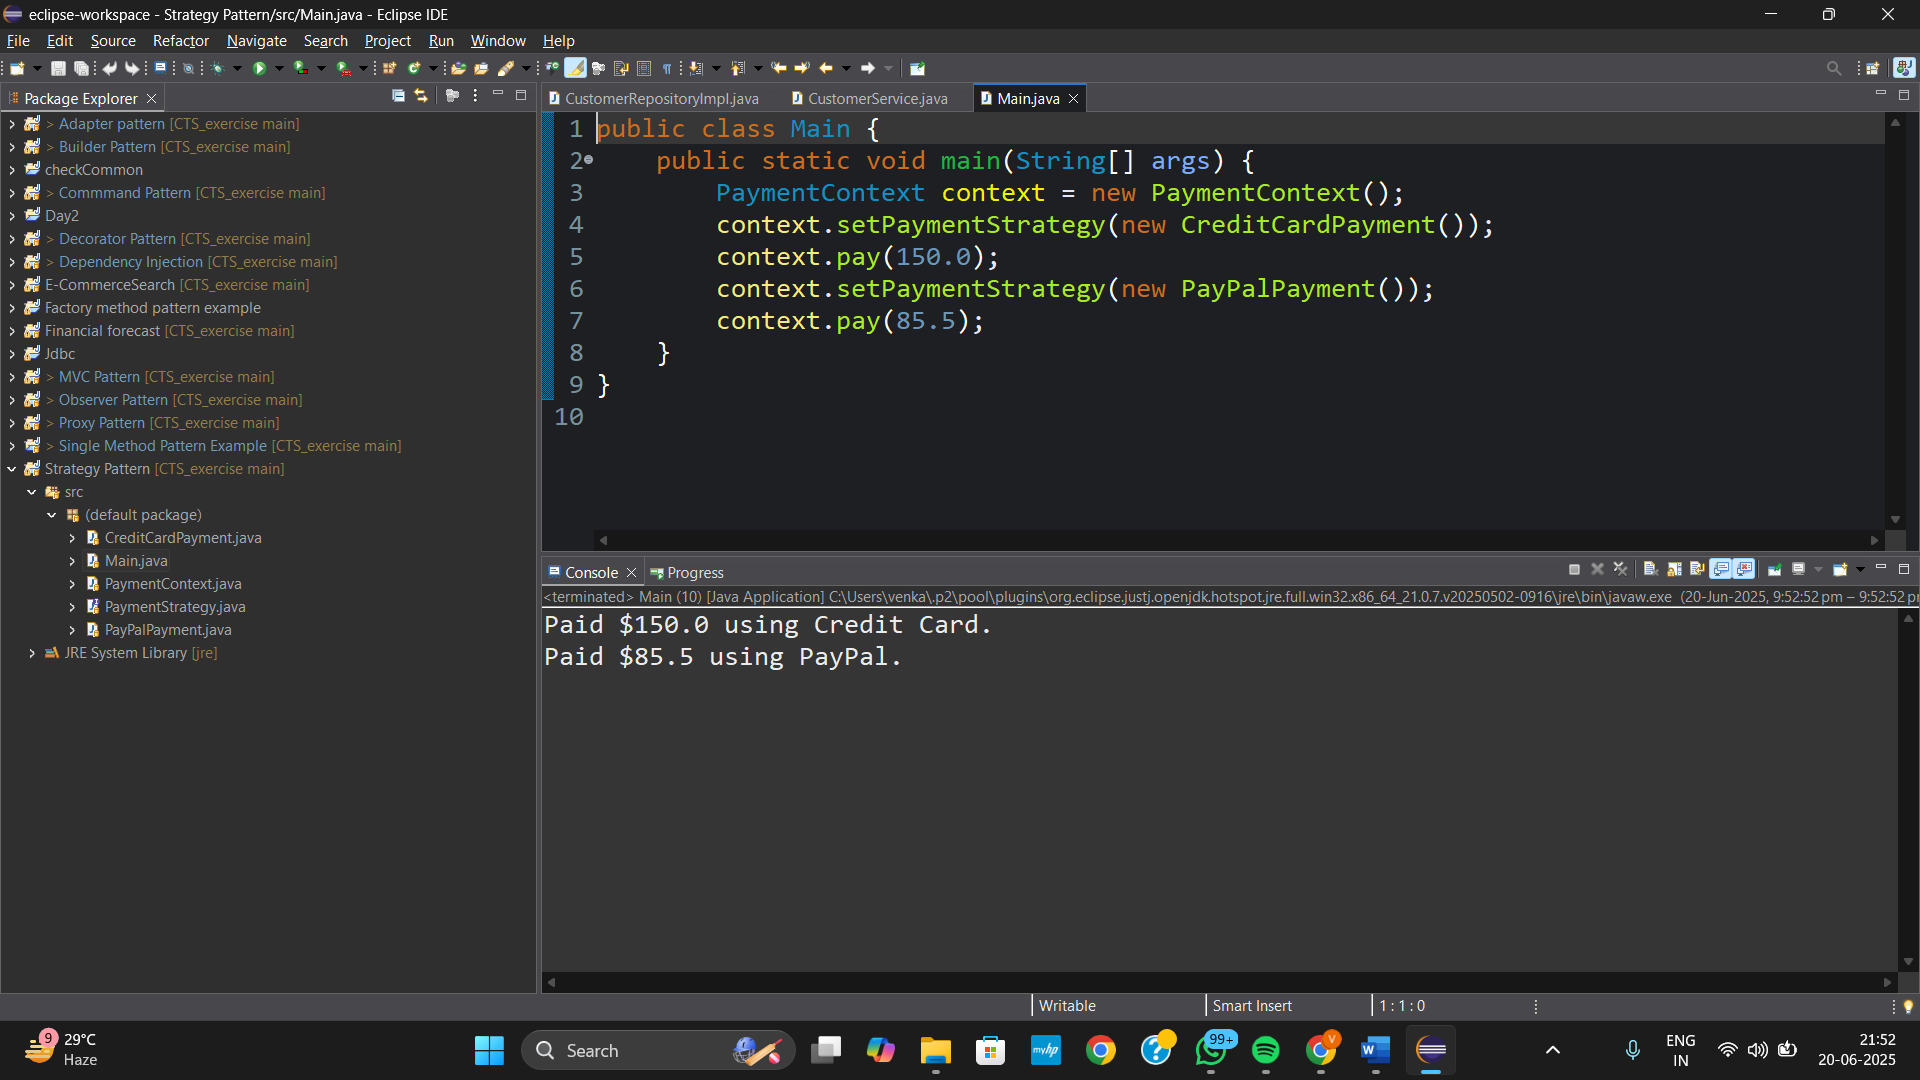 eclipse-workspace - Strategy Pattern/src/Main.java - Eclipse IDE
File Edit Source Refactor Navigate Search Project Run Window Help
Package Explorer
> Adapter pattern [CTS_exercise main]
> Builder Pattern [CTS_exercise main]
checkCommon
> Commmand Pattern [CTS_exercise main]
Day2
> Decorator Pattern [CTS_exercise main]
> Dependency Injection [CTS_exercise main]
E-CommerceSearch [CTS_exercise main]
Factory method pattern example
Financial forecast [CTS_exercise main]
Jdbc
> MVC Pattern [CTS_exercise main]
> Observer Pattern [CTS_exercise main]
> Proxy Pattern [CTS_exercise main]
> Single Method Pattern Example [CTS_exercise main]
Strategy Pattern [CTS_exercise main]
src
(default package)
CreditCardPayment.java
Main.java
PaymentContext.java
PaymentStrategy.java
PayPalPayment.java
JRE System Library [jre]
CustomerRepositoryImpl.java CustomerService.java Main.java
1 public class Main {
2 public static void main(String[] args) {
3 PaymentContext context = new PaymentContext();
4 context.setPaymentStrategy(new CreditCardPayment());
5 context.pay(150.0);
6 context.setPaymentStrategy(new PayPalPayment());
7 context.pay(85.5);
8 }
9 }
10
Console Progress
<terminated> Main (10) [Java Application] C:\Users\venka\.p2\pool\plugins\org.eclipse.justj.openjdk.hotspot.jre.full.win32.x86_64_21.0.7.v20250502-0916\jre\bin\javaw.exe (20-Jun-2025, 9:52:52 pm – 9:52:52 p
Paid $150.0 using Credit Card.
Paid $85.5 using PayPal.
Writable Smart Insert 1 : 1 : 0
9
29°C
Haze
Search
myhp
99+
V
W
ENG
IN
21:52
20-06-2025